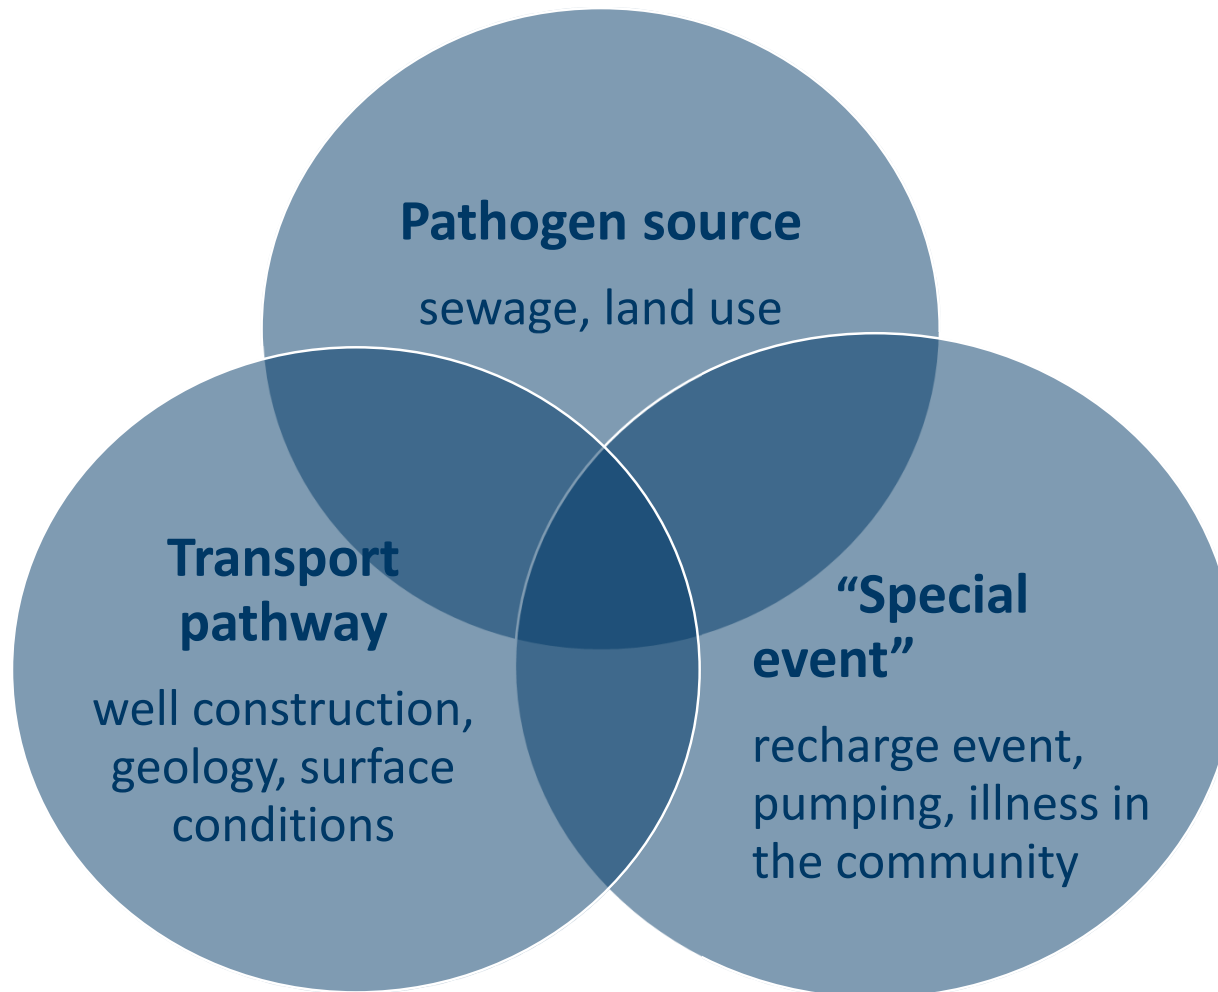 Pathogen source
sewage, land use
Transport
pathway
well construction,
geology, surface
conditions
“Special
event”
recharge event,
pumping, illness in
the community